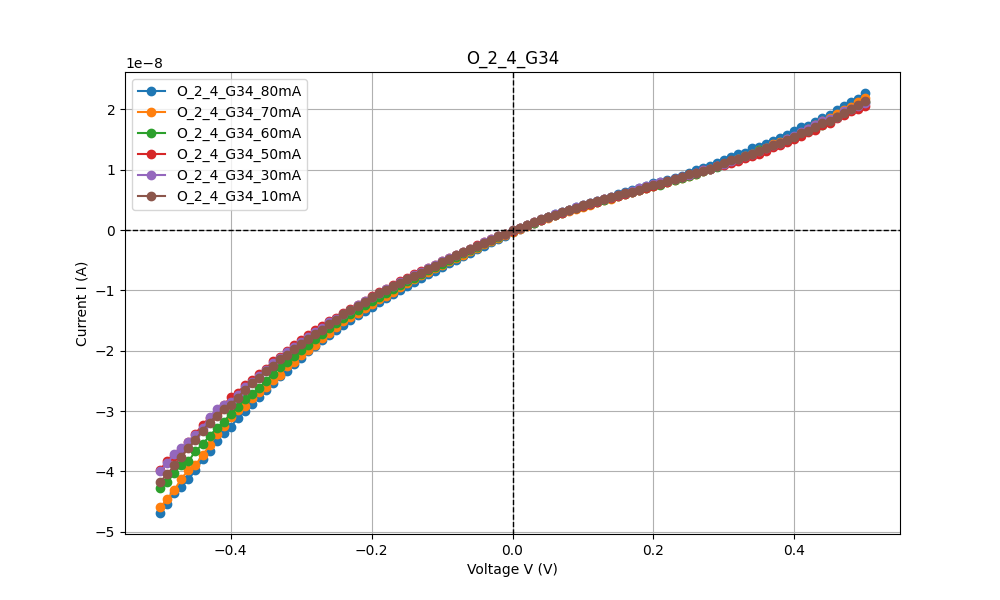 O_2_4_G34
1e−8
O_2_4_G34_80mA
O_2_4_G34_70mA
O_2_4_G34_60mA
O_2_4_G34_50mA
O_2_4_G34_30mA
O_2_4_G34_10mA
2
1
0
−1
−2
−3
−4
−5
Current I (A)
−0.4
−0.2
0.0
0.2
0.4
Voltage V (V)